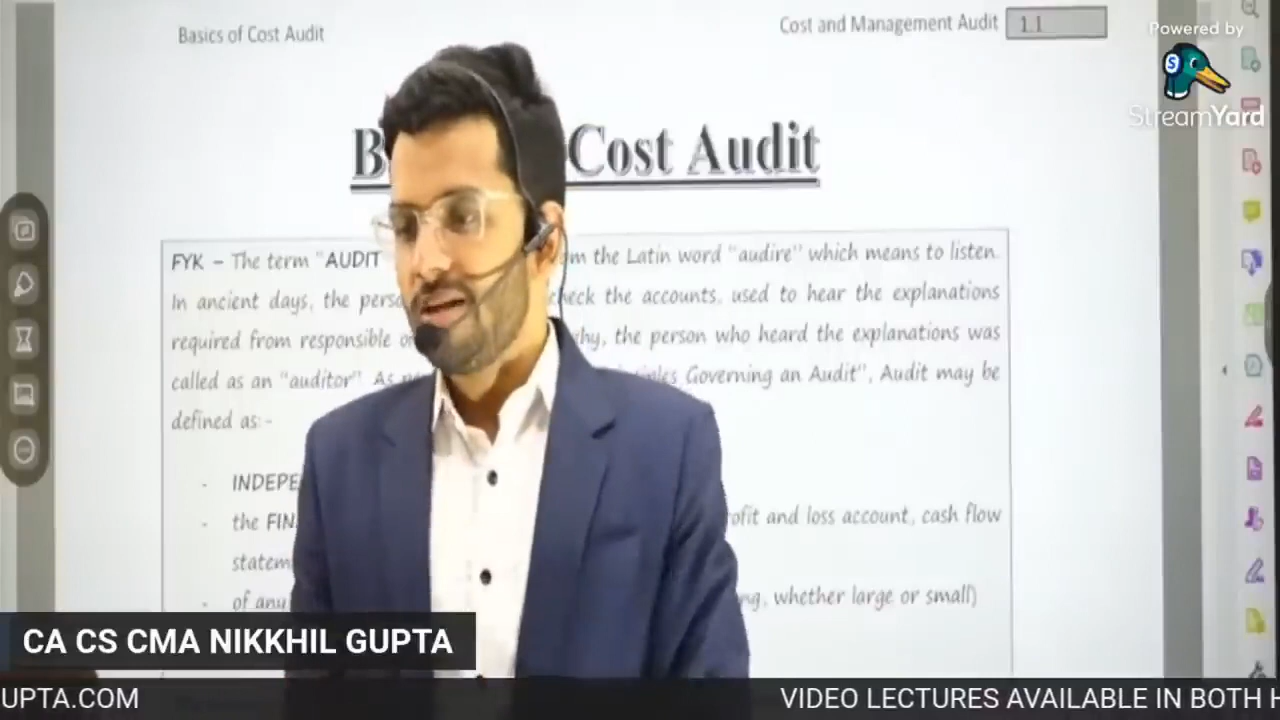 Basics of Cost Audit
Cost and Management Audit 1.1
Powered by
StreamYard
B Cost Audit
FYK – The term "AUDIT m the Latin word "audire" which means to listen.
In ancient days, the perso check the accounts, used to hear the explanations
required from responsible hy, the person who heard the explanations was
called as an "auditor". As Governing an Audit", Audit may be
defined as:-
- INDEPE
- the FIN ofit and loss account, cash flow
statem
- of any ng, whether large or small)
CA CS CMA NIKKHIL GUPTA
UPTA.COM VIDEO LECTURES AVAILABLE IN BOTH H